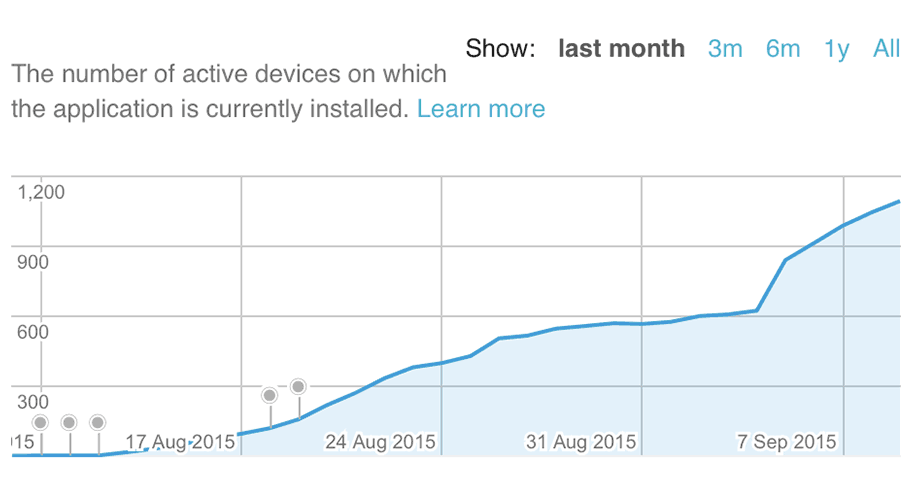 Show: last month 3m 6m 1y All
The number of active devices on which
the application is currently installed. Learn more
1,200
900
600
300
15 17 Aug 2015 24 Aug 2015 31 Aug 2015 7 Sep 2015